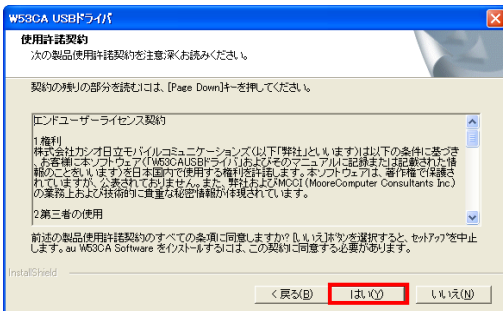 W53CA USBドライバ
使用許諾契約
次の製品使用許諾契約を注意深くお読みください。
契約の残りの部分を読むには、[Page Down]キーを押してください。
エンドユーザーライセンス契約
1.権利
株式会社カシオ日立モバイルコミュニケーションズ(以下「弊社」といいます)は以下の条件に基づき
、お客様に本ソフトウェア(「W53CAUSBドライバ」およびそのマニュアルに記録または記載された情
報のことをいいます)を日本国内で使用する権利を許諾します。本ソフトウェアは、著作権で保護さ
れていますが、公表されておりません。また、弊社およびMCCI (MooreComputer Consultants Inc.)
の業務上および技術的に貴重な秘密情報が体現されています。
2.第三者の使用
前述の製品使用許諾契約のすべての条項に同意しますか?[いいえ]ボタンを選択すると、セットアップを中止
します。au W53CA Software をインストールするには、この契約に同意する必要があります。
InstallShield
< 戻る(B)
はい(Y)
いいえ(N)